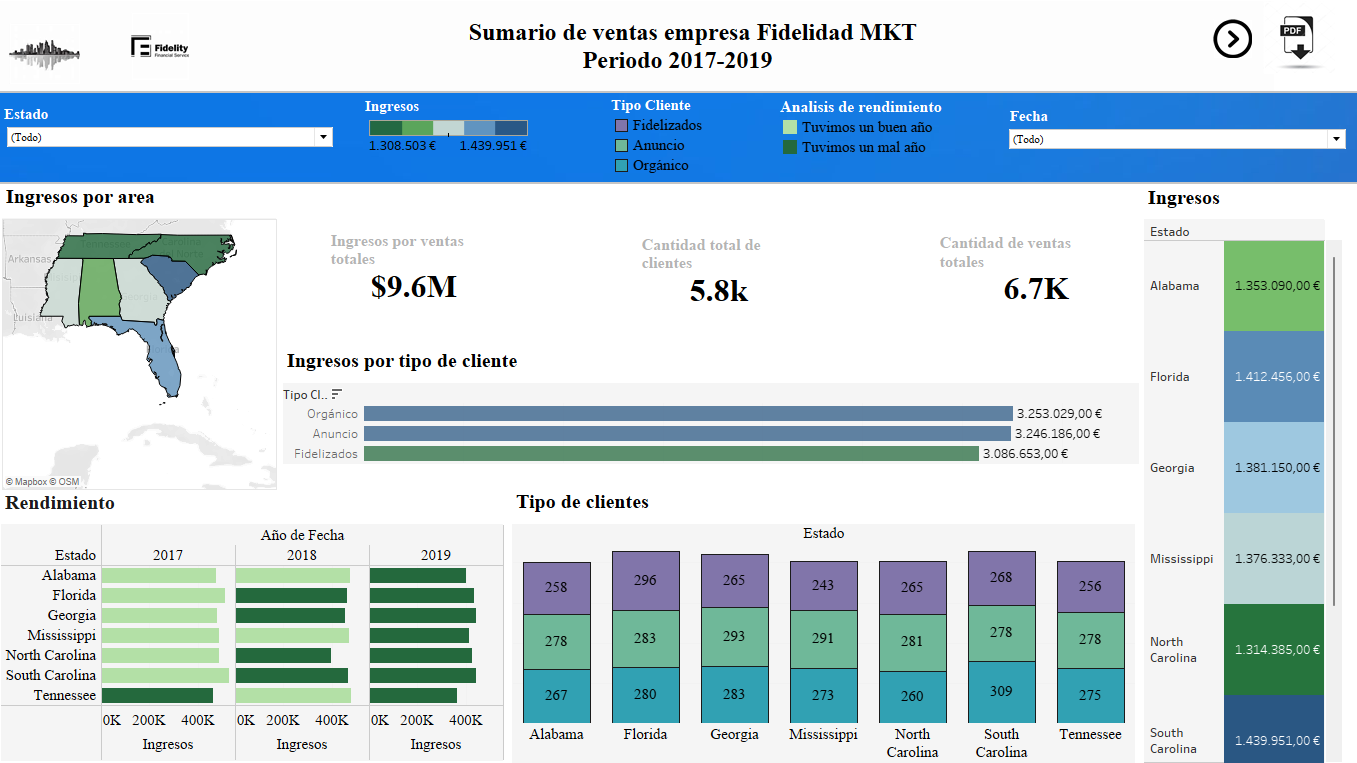 Sumario de ventas empresa Fidelidad MKT
Periodo 2017-2019
Fidelity
Financial Service
PDF
Estado
(Todo)
Ingresos
1.308.503 €
1.439.951 €
Tipo Cliente
Fidelizados
Anuncio
Orgánico
Analisis de rendimiento
Tuvimos un buen año
Tuvimos un mal año
Fecha
(Todo)
Ingresos por area
Arkansas
Tennessee
Georgia
Louisiana
Florida
© Mapbox © OSM
Ingresos por ventas
totales
$9.6M
Cantidad total de
clientes
5.8k
Cantidad de ventas
totales
6.7K
Ingresos por tipo de cliente
Tipo Cl..
Orgánico 3.253.029,00 €
Anuncio 3.246.186,00 €
Fidelizados 3.086.653,00 €
Ingresos
Estado
Alabama 1.353.090,00 €
Florida 1.412.456,00 €
Georgia 1.381.150,00 €
Mississippi 1.376.333,00 €
North
Carolina 1.314.385,00 €
South
Carolina 1.439.951,00 €
Rendimiento
Año de Fecha
Estado 2017 2018 2019
Alabama
Florida
Georgia
Mississippi
North Carolina
South Carolina
Tennessee
0K 200K 400K 0K 200K 400K 0K 200K 400K
Ingresos Ingresos Ingresos
Tipo de clientes
Estado
258 296 265 243 265 268 256
278 283 293 291 281 278 278
267 280 283 273 260 309 275
Alabama Florida Georgia Mississippi North South Tennessee
Carolina Carolina